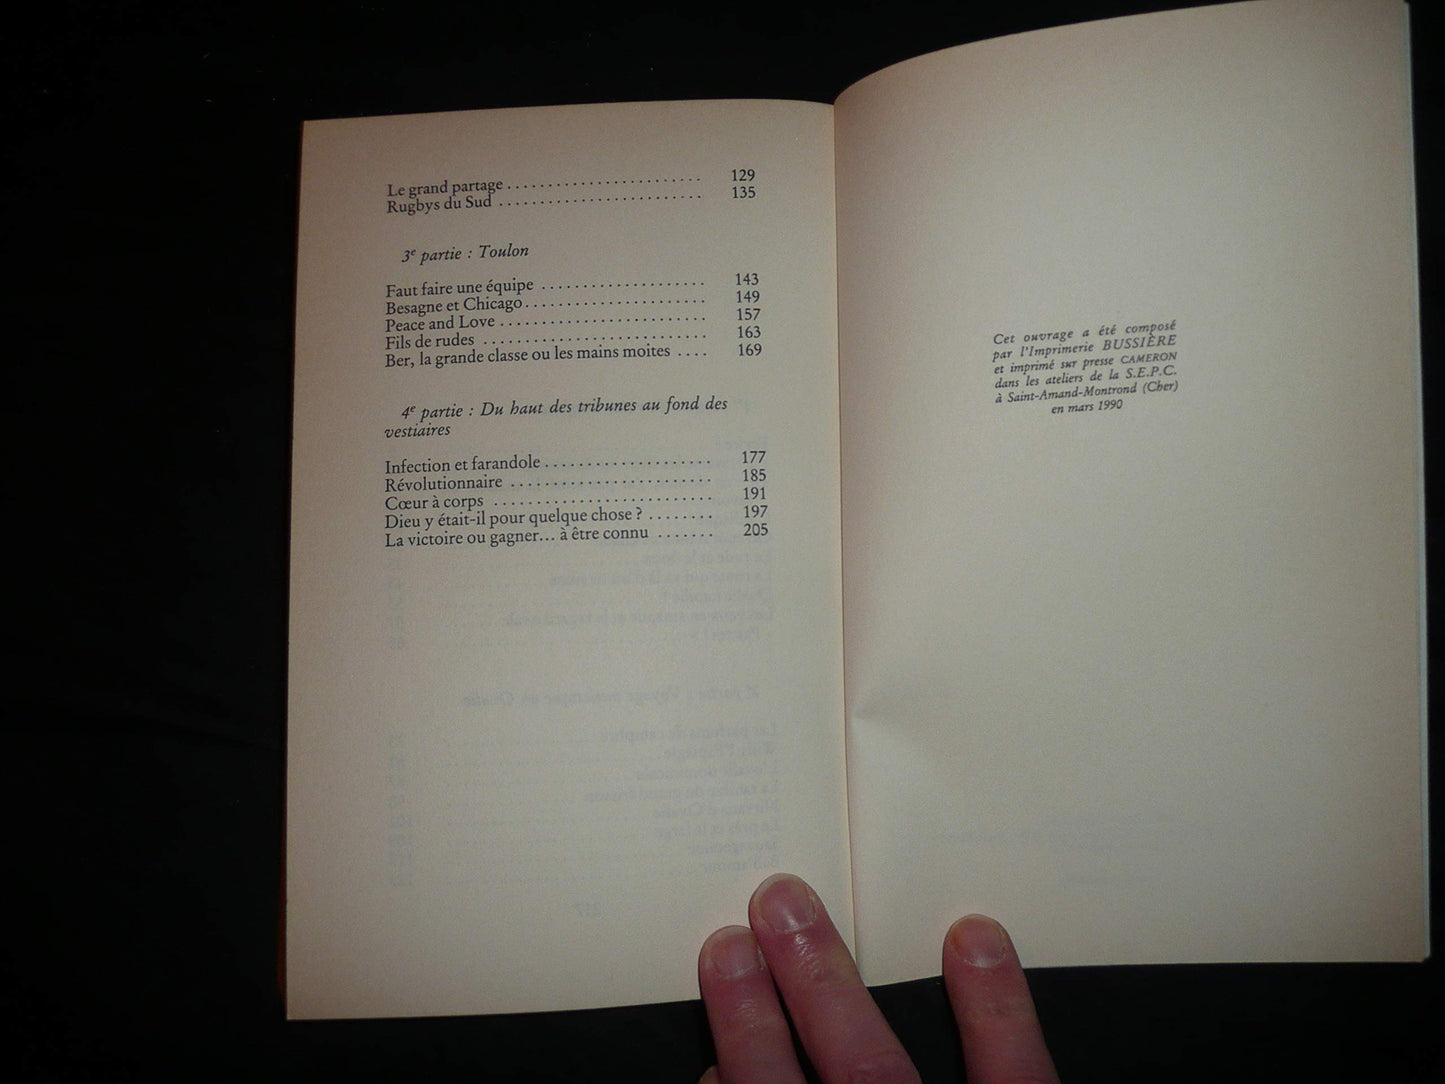 Le grand partage ........................ 129
Rugbys du Sud ........................ 135
3e partie : Toulon
Faut faire une équipe .................... 143
Besagne et Chicago ...................... 149
Peace and Love ........................ 157
Fils de rudes .......................... 163
Ber, la grande classe ou les mains moites .... 169
4e partie : Du haut des tribunes au fond des
vestiaires
Infection et farandole .................... 177
Révolutionnaire ........................ 185
Cœur à corps .......................... 191
Dieu y était-il pour quelque chose ? ........ 197
La victoire ou gagner... à être connu ....... 205
Cet ouvrage a été composé
par l'Imprimerie BUSSIÈRE
et imprimé sur presse CAMERON
dans les ateliers de la S.E.P.C.
à Saint-Amand-Montrond (Cher)
en mars 1990